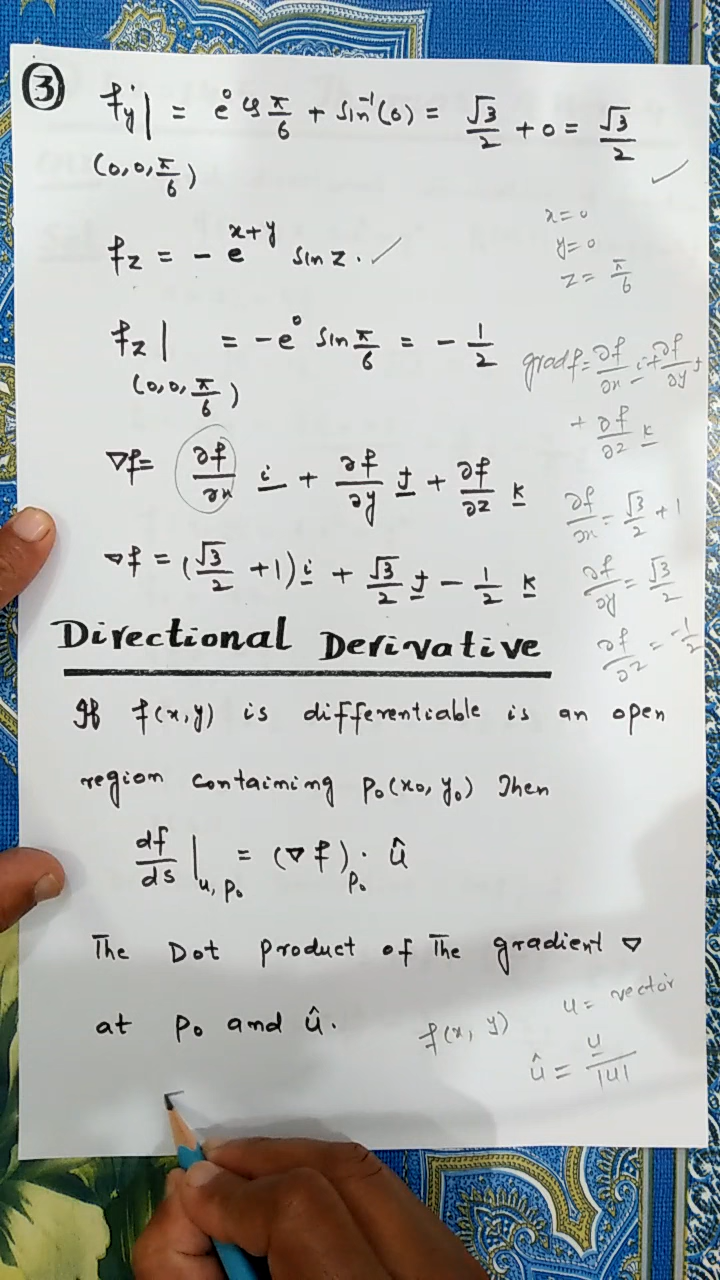 ③ fy| = e⁰ cos π/6 + sin⁻¹(0) = √3/2 + 0 = √3/2
(0,0,π/6)
x=0
y=0
z= π/6
fz = - e^(x+y) sin z.
fz| = -e⁰ sin π/6 = - 1/2
(0,0,π/6)
gradf= ∂f/∂x i + ∂f/∂y j
+ ∂f/∂z k
∇f= ∂f/∂x i + ∂f/∂y j + ∂f/∂z k
∂f/∂x = √3/2 + 1
∇f = (√3/2 +1) i + √3/2 j - 1/2 k
∂f/∂y = √3/2
∂f/∂z = -1/2
Directional Derivative
If f(x,y) is differentiable is an open
region containing P₀(x₀, y₀) Then
df/ds |u, P₀ = (∇f)P₀ . û
The Dot product of The gradient ∇
at P₀ and û.
f(x, y)
u = vector
û = u/|u|